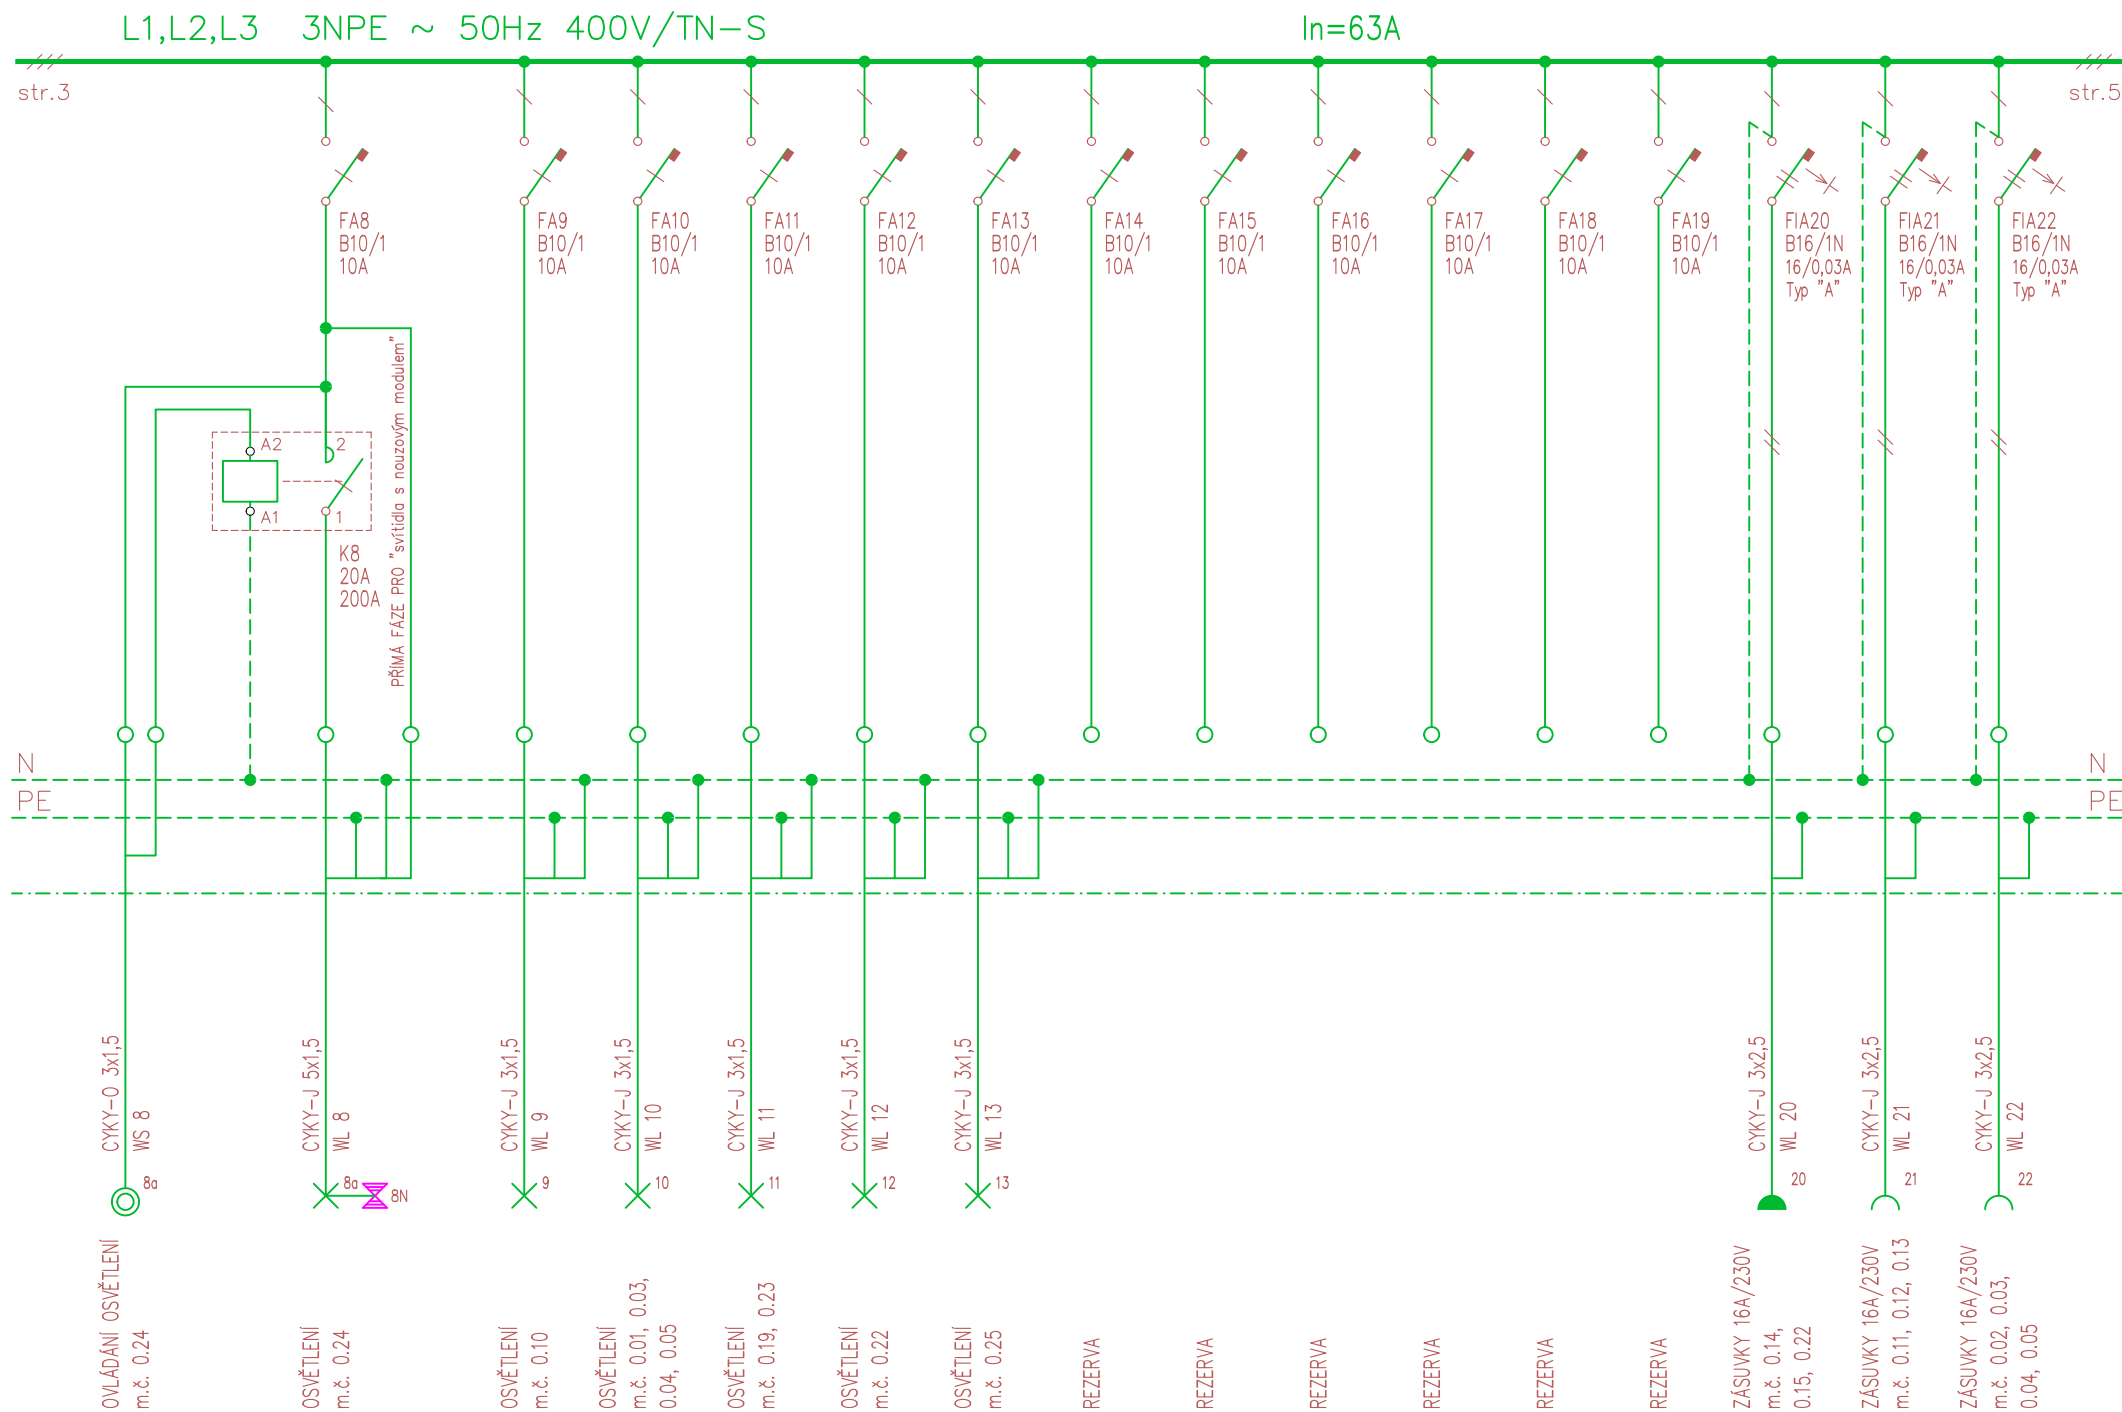 L1,L2,L3 3NPE ~ 50Hz 400V/TN-S
In=63A
str.3
str.5
FA8
B10/1
10A
FA9
B10/1
10A
FA10
B10/1
10A
FA11
B10/1
10A
FA12
B10/1
10A
FA13
B10/1
10A
FA14
B10/1
10A
FA15
B10/1
10A
FA16
B10/1
10A
FA17
B10/1
10A
FA18
B10/1
10A
FA19
B10/1
10A
FIA20
B16/1N
16/0,03A
Typ "A"
FIA21
B16/1N
16/0,03A
Typ "A"
FIA22
B16/1N
16/0,03A
Typ "A"
PŘÍMÁ FÁZE PRO "svítidla s nouzovým modulem"
A2
2
A1
1
K8
20A
200A
N
N
PE
PE
CYKY-O 3x1,5
WS 8
CYKY-J 5x1,5
WL 8
CYKY-J 3x1,5
WL 9
CYKY-J 3x1,5
WL 10
CYKY-J 3x1,5
WL 11
CYKY-J 3x1,5
WL 12
CYKY-J 3x1,5
WL 13
CYKY-J 3x2,5
WL 20
CYKY-J 3x2,5
WL 21
CYKY-J 3x2,5
WL 22
8a
8a
8N
9
10
11
12
13
20
21
22
OVLÁDÁNÍ OSVĚTLENÍ
m.č. 0.24
OSVĚTLENÍ
m.č. 0.24
OSVĚTLENÍ
m.č. 0.10
OSVĚTLENÍ
m.č. 0.01, 0.03,
0.04, 0.05
OSVĚTLENÍ
m.č. 0.19, 0.23
OSVĚTLENÍ
m.č. 0.22
OSVĚTLENÍ
m.č. 0.25
REZERVA
REZERVA
REZERVA
REZERVA
REZERVA
REZERVA
ZÁSUVKY 16A/230V
m.č. 0.14,
0.15, 0.22
ZÁSUVKY 16A/230V
m.č. 0.11, 0.12, 0.13
ZÁSUVKY 16A/230V
m.č. 0.02, 0.03,
0.04, 0.05